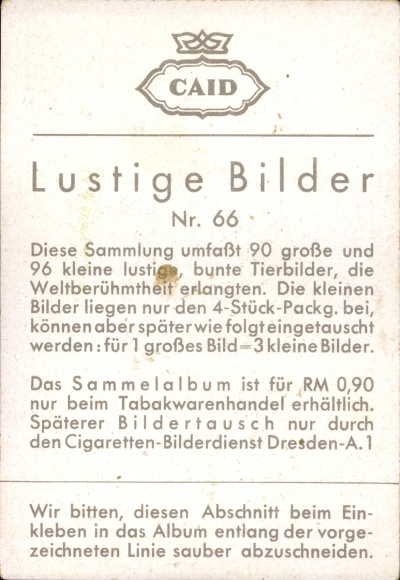 CAID
Lustige Bilder
Nr. 66
Diese Sammlung umfaßt 90 große und
96 kleine lustige, bunte Tierbilder, die
Weltberühmtheit erlangten. Die kleinen
Bilder liegen nur den 4-Stück-Packg. bei,
können aber später wie folgt eingetauscht
werden: für 1 großes Bild=3 kleine Bilder.
Das Sammelalbum ist für RM 0,90
nur beim Tabakwarenhandel erhältlich.
Späterer Bildertausch nur durch
den Cigaretten-Bilderdienst Dresden-A.1
Wir bitten, diesen Abschnitt beim Ein-
kleben in das Album entlang der vorge-
zeichneten Linie sauber abzuschneiden.